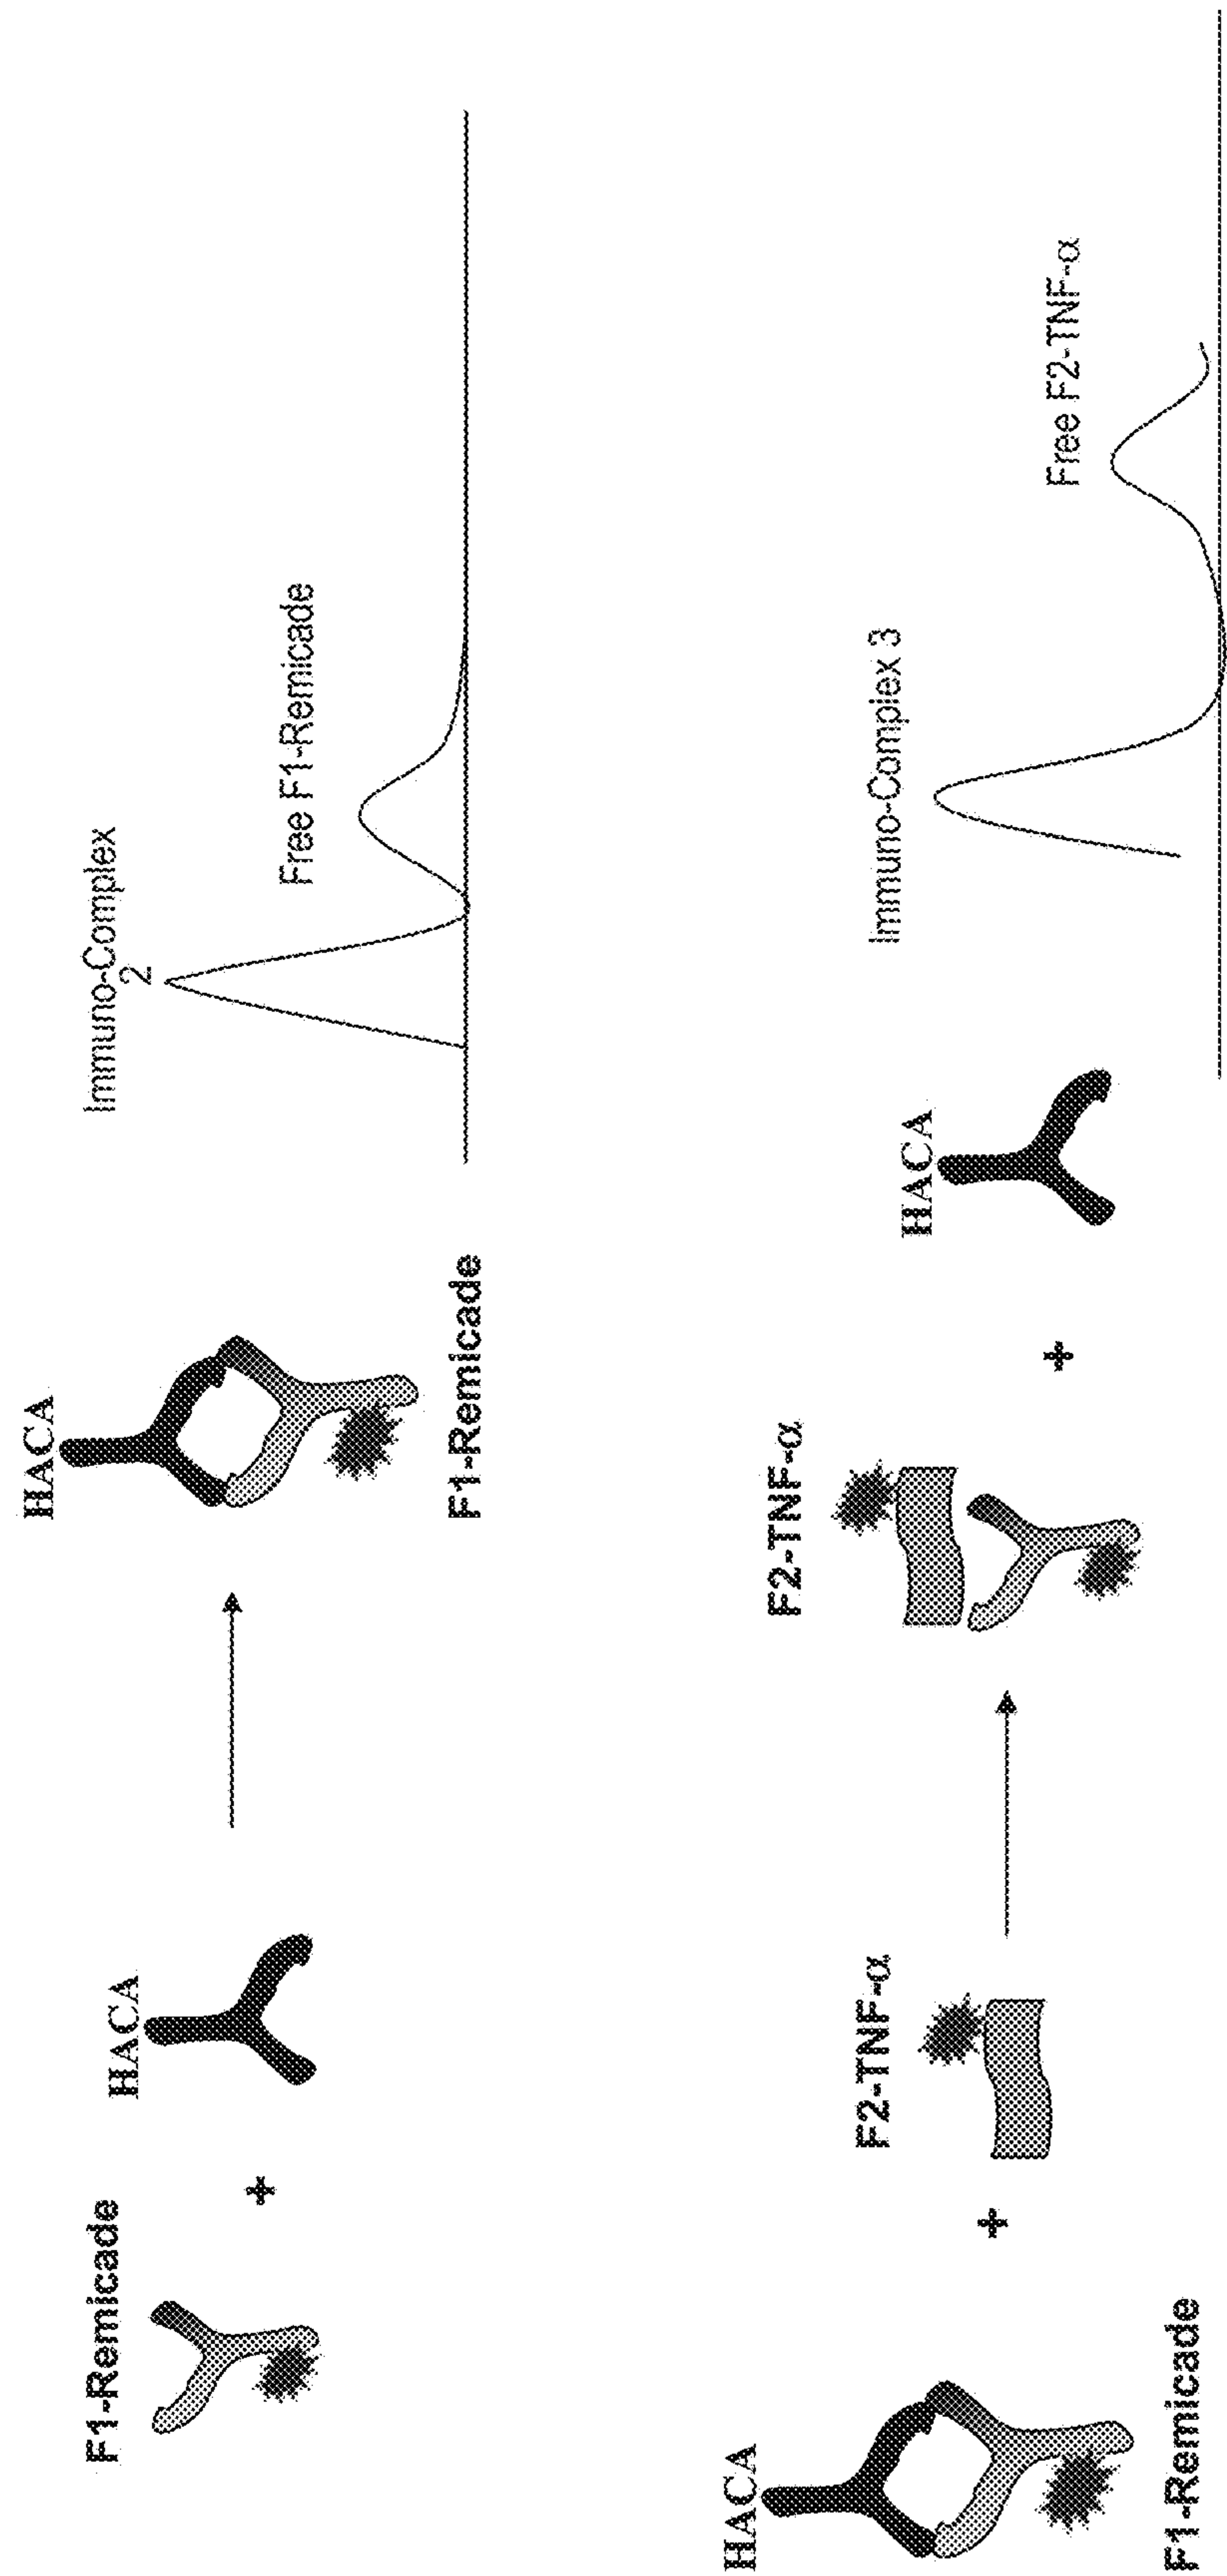 F1-Remicade
+
HACA
HACA
F1-Remicade
Immuno-Complex
2
Free F1-Remicade
HACA
F1-Remicade
+
F2-TNF-α
F2-TNF-α
+
HACA
Immuno-Complex 3
Free F2-TNF-α